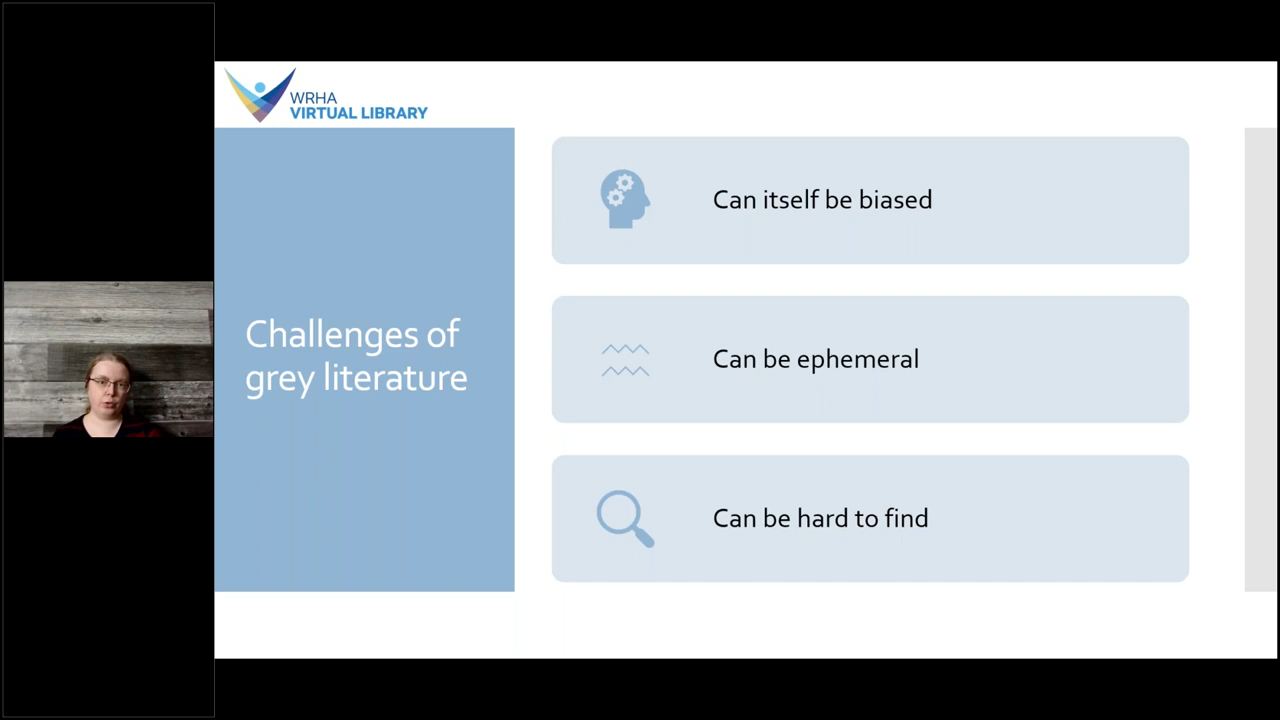 WRHA
VIRTUAL LIBRARY
Challenges of
grey literature
Can itself be biased
Can be ephemeral
Can be hard to find